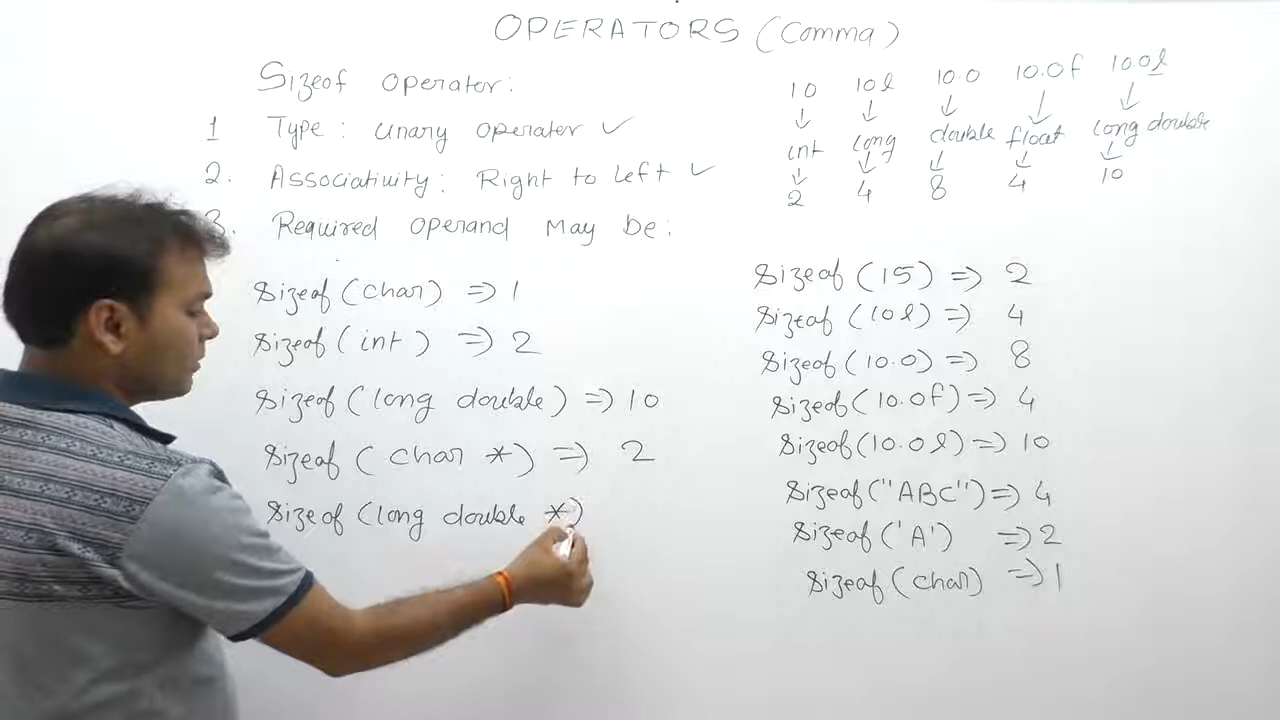 OPERATORS (Comma)
Sizeof Operator:
1 Type: Unary Operator ✓
2. Associativity: Right to left ✓
3. Required Operand May be:
Sizeof (char) => 1
Sizeof (int) => 2
Sizeof (long double) => 10
Sizeof (char *) => 2
Sizeof (long double *)
10 10l 10.0 10.0f 10.0l
↓ ↓ ↓ ↓ ↓
int long double float long double
↓ ↓ ↓ ↓ ↓
2 4 8 4 10
Sizeof (15) => 2
Sizeof (10l) => 4
Sizeof (10.0) => 8
Sizeof (10.0f) => 4
Sizeof (10.0l) => 10
Sizeof ("ABC") => 4
Sizeof ('A') => 2
Sizeof (char) => 1